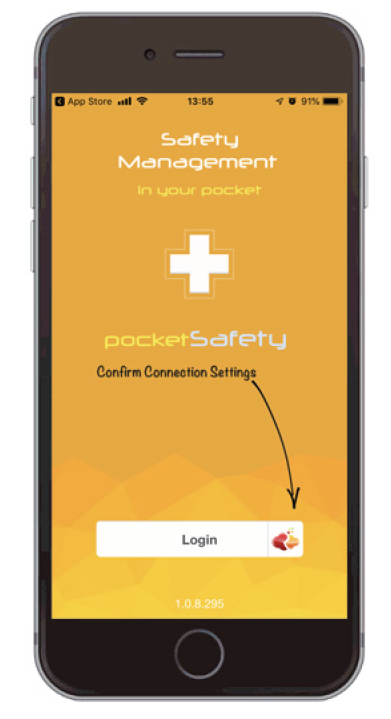 App Store 13:55 91%
Safety
Management
In your pocket
pocketSafety
Confirm Connection Settings
Login
1.0.8.295